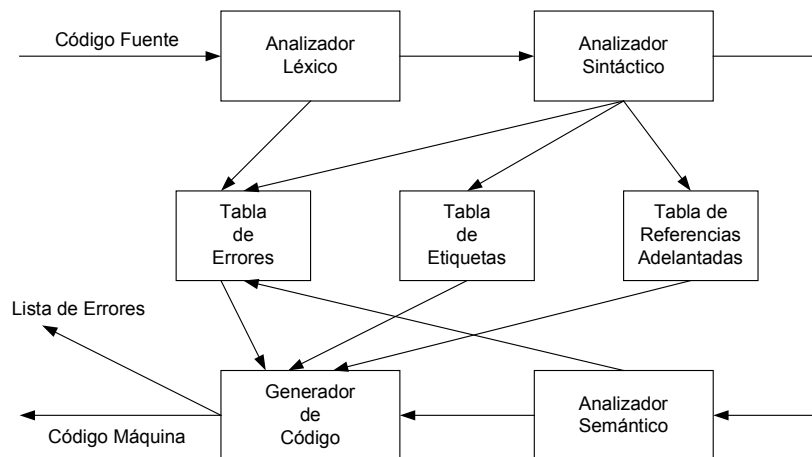 Código Fuente
Analizador
Léxico
Analizador
Sintáctico
Tabla
de
Errores
Tabla
de
Etiquetas
Tabla de
Referencias
Adelantadas
Lista de Errores
Generador
de
Código
Analizador
Semántico
Código Máquina